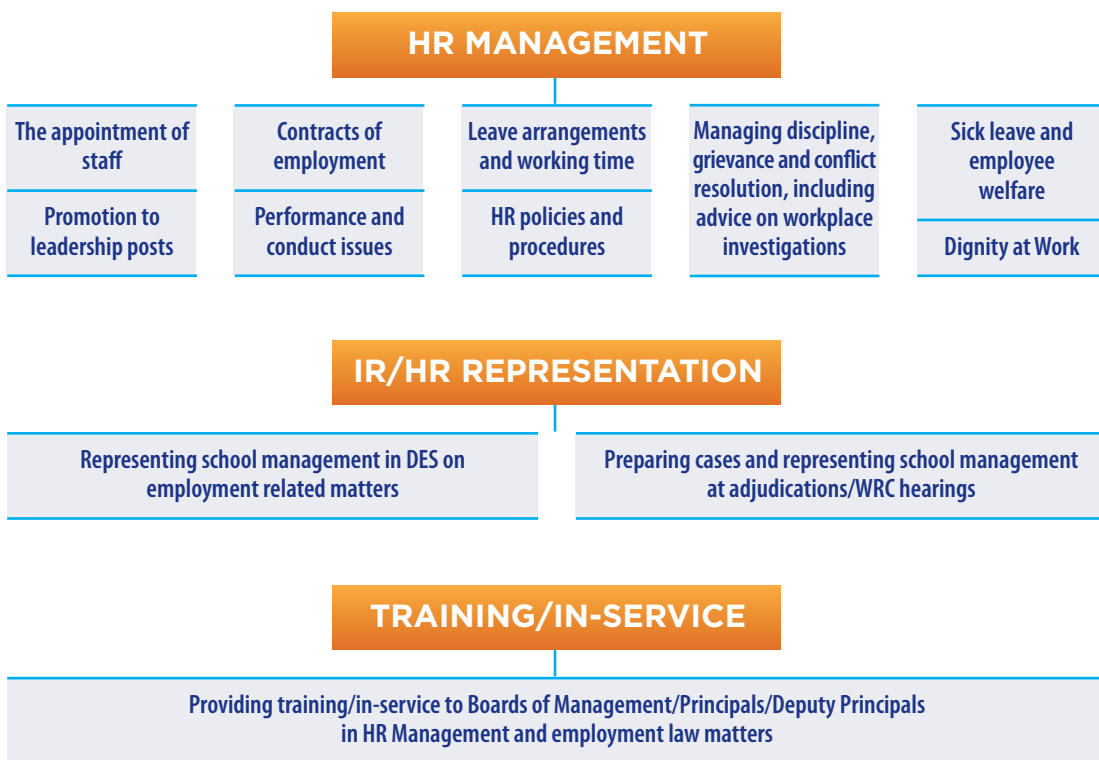 HR MANAGEMENT
The appointment of
staff
Promotion to
leadership posts
Contracts of
employment
Performance and
conduct issues
Leave arrangements
and working time
HR policies and
procedures
Managing discipline,
grievance and conflict
resolution, including
advice on workplace
investigations
Sick leave and
employee
welfare
Dignity at Work
IR/HR REPRESENTATION
Representing school management in DES on
employment related matters
Preparing cases and representing school management
at adjudications/WRC hearings
TRAINING/IN-SERVICE
Providing training/in-service to Boards of Management/Principals/Deputy Principals
in HR Management and employment law matters